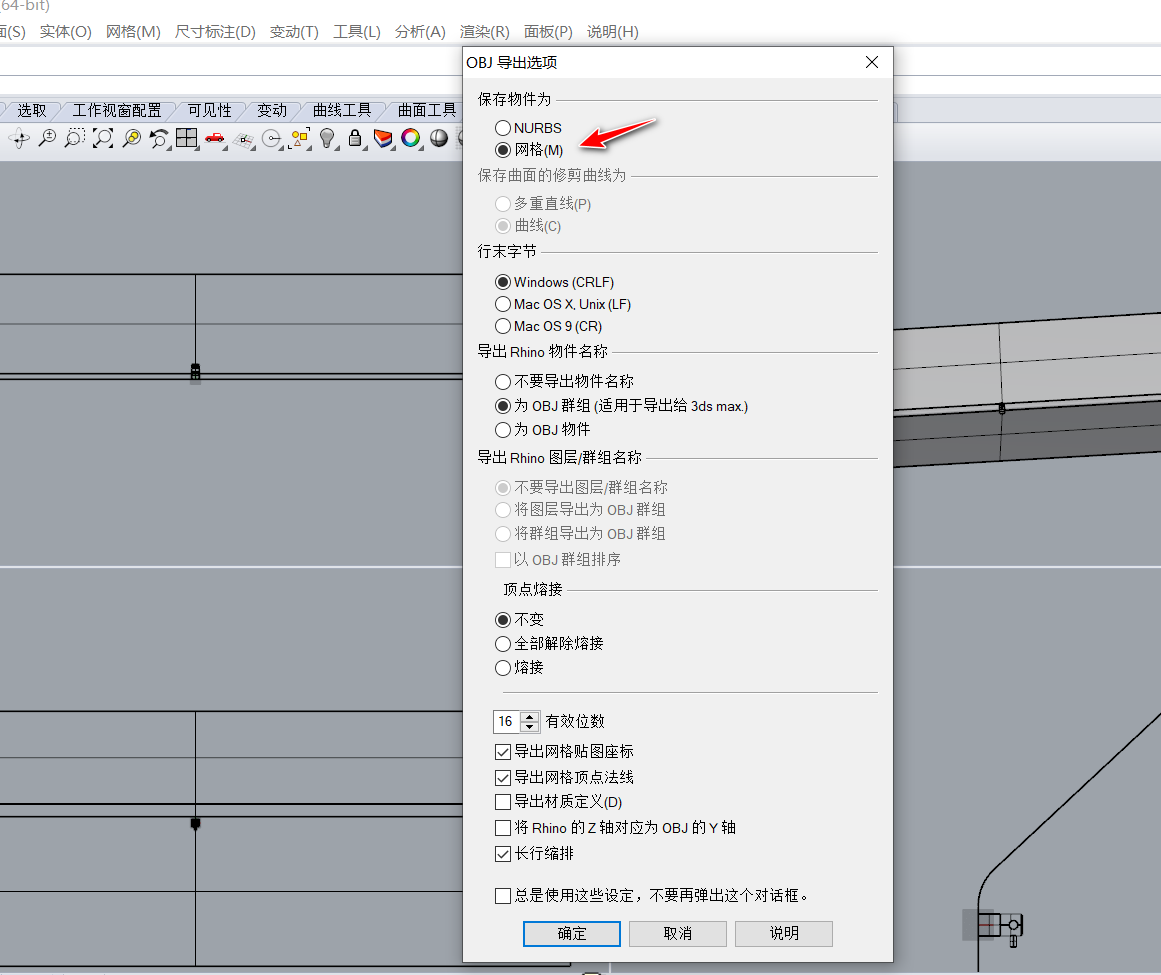 64-bit)
面(S) 实体(O) 网格(M) 尺寸标注(D) 变动(T) 工具(L) 分析(A) 渲染(R) 面板(P) 说明(H)
OBJ 导出选项
选取 工作视窗配置 可见性 变动 曲线工具 曲面工具
保存物件为
NURBS
网格(M)
保存曲面的修剪曲线为
多重直线(P)
曲线(C)
行末字节
Windows (CRLF)
Mac OS X, Unix (LF)
Mac OS 9 (CR)
导出 Rhino 物件名称
不要导出物件名称
为 OBJ 群组 (适用于导出给 3ds max.)
为 OBJ 物件
导出 Rhino 图层/群组名称
不要导出图层/群组名称
将图层导出为 OBJ 群组
将群组导出为 OBJ 群组
以 OBJ 群组排序
顶点熔接
不变
全部解除熔接
熔接
16 有效位数
导出网格贴图座标
导出网格顶点法线
导出材质定义(D)
将 Rhino 的 Z 轴对应为 OBJ 的 Y 轴
长行缩排
总是使用这些设定，不要再弹出这个对话框。
确定 取消 说明